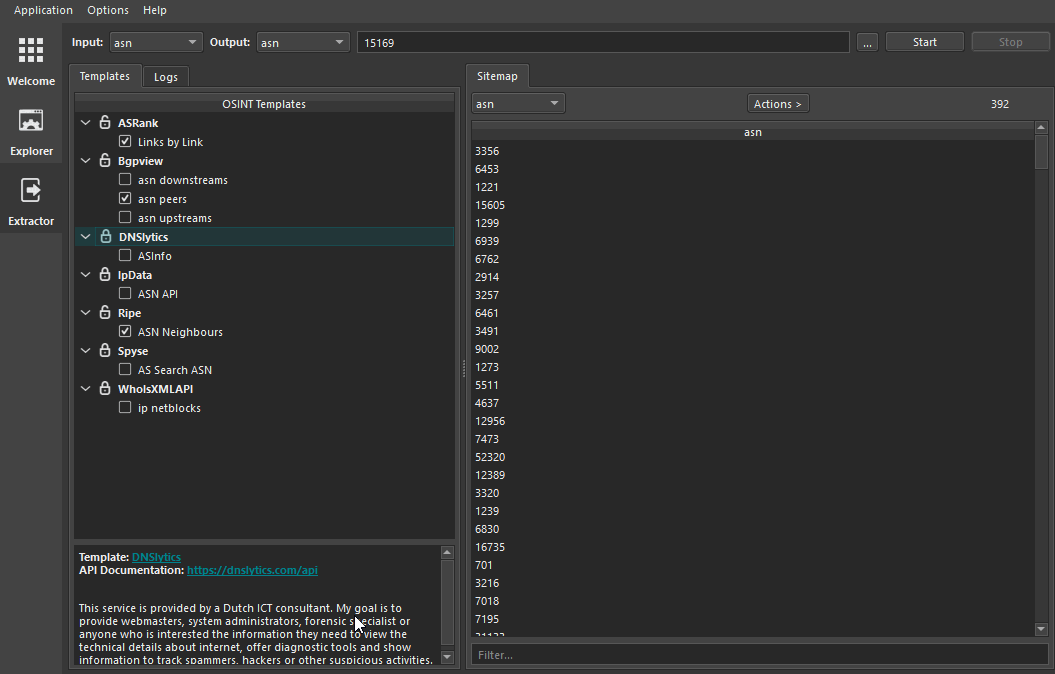 Application Options Help
Input: asn Output: asn 15169 ... Start Stop
Welcome
Explorer
Extractor
Templates Logs
OSINT Templates
ASRank
Links by Link
Bgpview
asn downstreams
asn peers
asn upstreams
DNSlytics
ASInfo
IpData
ASN API
Ripe
ASN Neighbours
Spyse
AS Search ASN
WhoIsXMLAPI
ip netblocks
Template: DNSlytics
API Documentation: https://dnslytics.com/api
This service is provided by a Dutch ICT consultant. My goal is to
provide webmasters, system administrators, forensic specialist or
anyone who is interested the information they need to view the
technical details about internet, offer diagnostic tools and show
information to track spammers, hackers or other suspicious activities.
Sitemap
asn Actions > 392
asn
3356
6453
1221
15605
1299
6939
6762
2914
3257
6461
3491
9002
1273
5511
4637
12956
7473
52320
12389
3320
1239
6830
16735
701
3216
7018
7195
Filter...